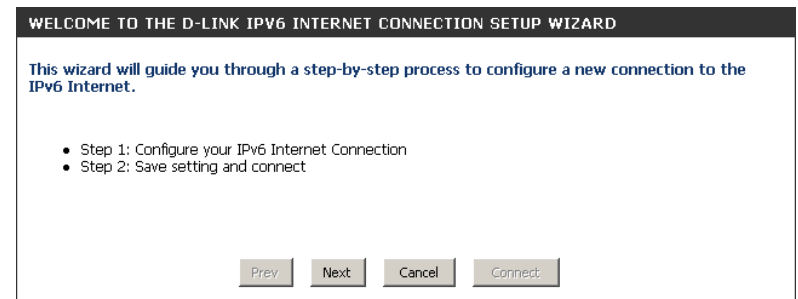 WELCOME TO THE D-LINK IPV6 INTERNET CONNECTION SETUP WIZARD
This wizard will guide you through a step-by-step process to configure a new connection to the
IPv6 Internet.
• Step 1: Configure your IPv6 Internet Connection
• Step 2: Save setting and connect
Prev Next Cancel Connect